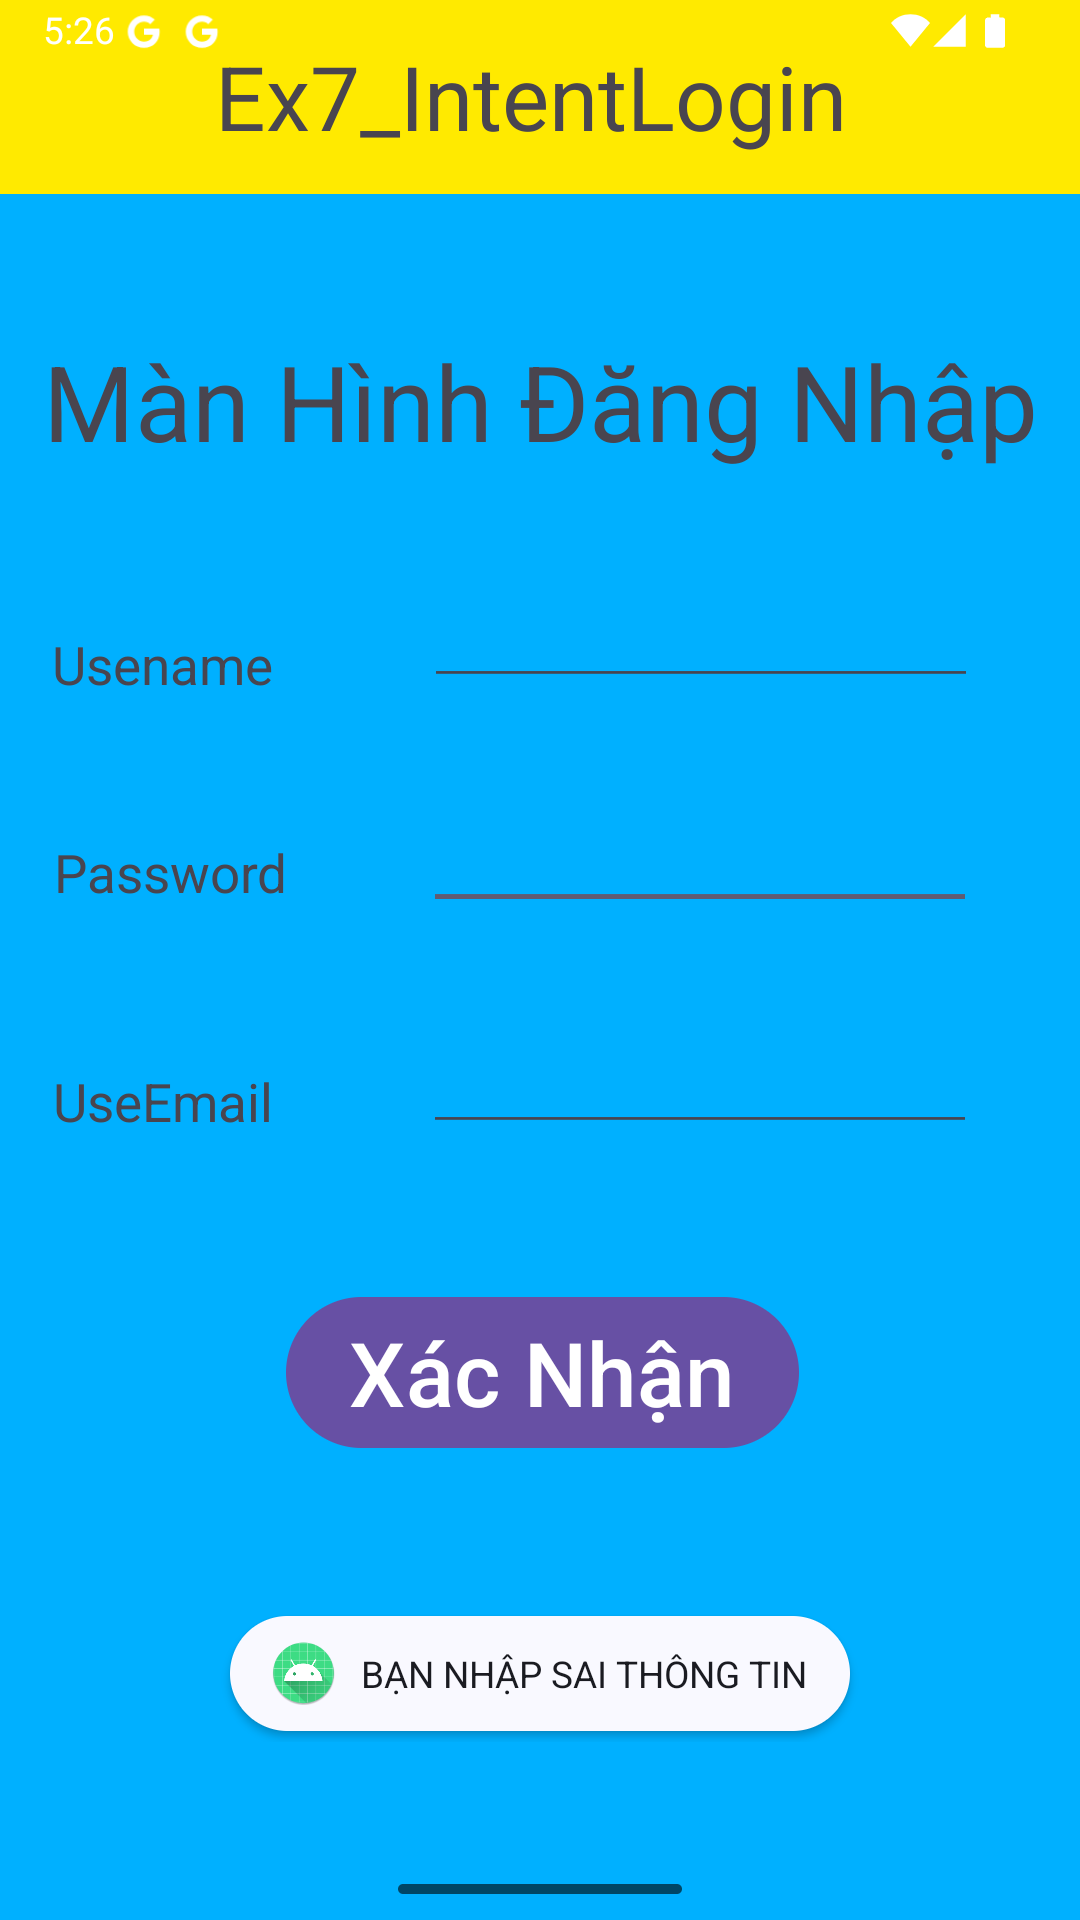 5:26
Ex7_IntentLogin
Màn Hình Đăng Nhập
Usename
Password
UseEmail
Xác Nhận
BẠN NHẬP SAI THÔNG TIN